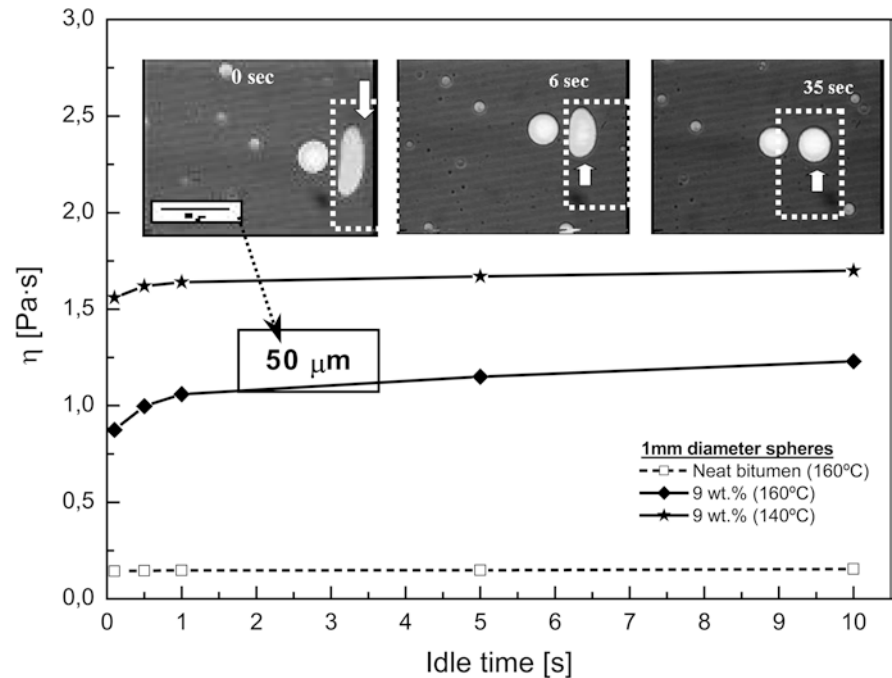 3,0
2,5
2,0
1,5
1,0
0,5
0,0
η [Pa·s]
0 sec
6 sec
35 sec
50 μm
1mm diameter spheres
Neat bitumen (160ºC)
9 wt.% (160ºC)
9 wt.% (140ºC)
0 1 2 3 4 5 6 7 8 9 10
Idle time [s]